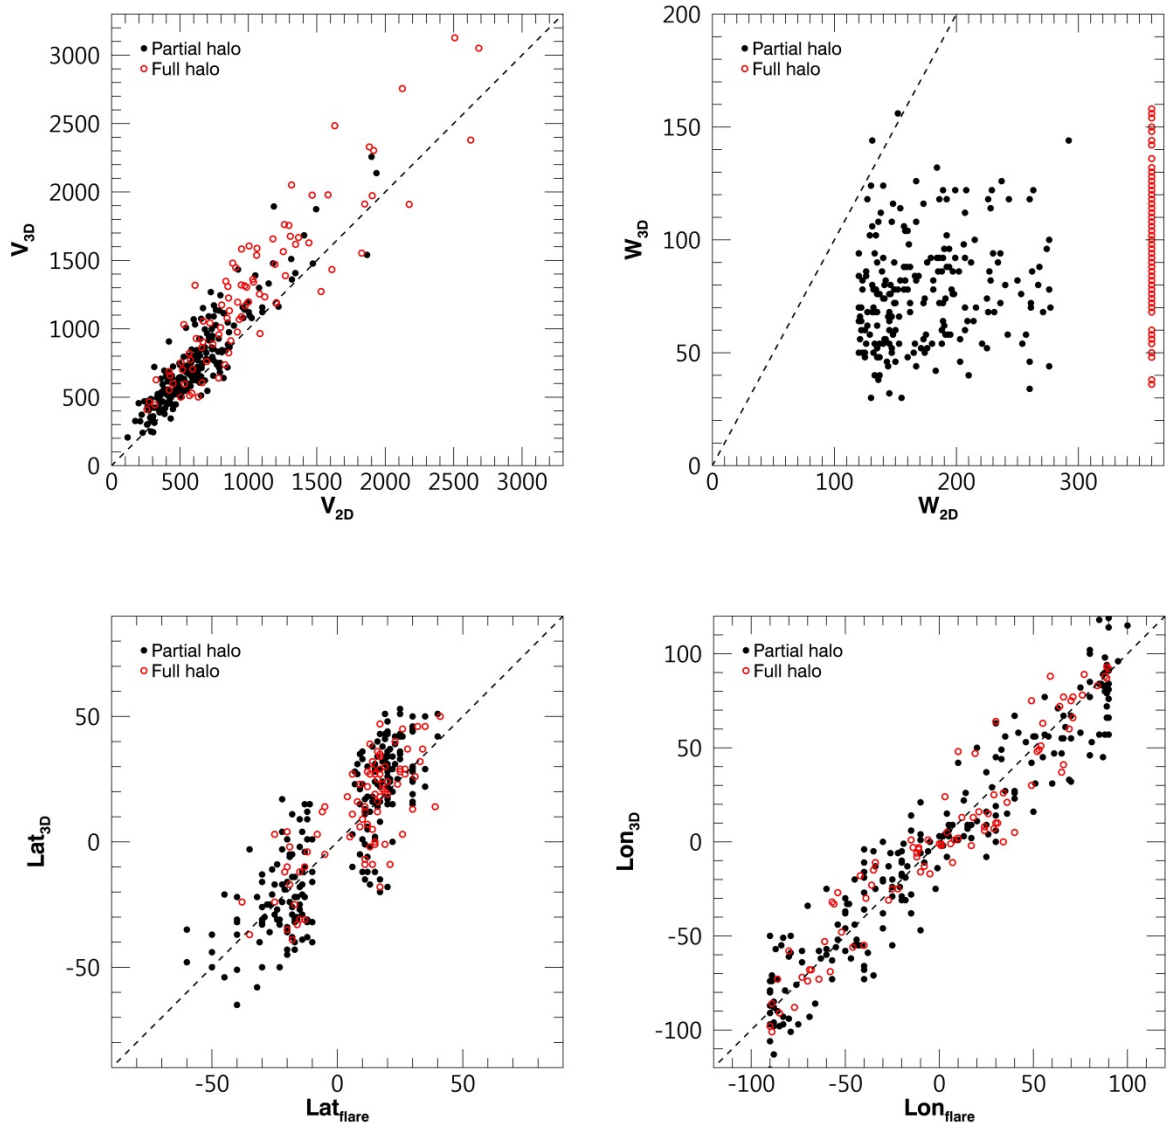 3000
2500
2000
1500
1000
500
0
V3D
Partial halo
Full halo
0 500 1000 1500 2000 2500 3000
V2D
200
150
100
50
0
W3D
Partial halo
Full halo
0 100 200 300
W2D
50
0
-50
Lat3D
Partial halo
Full halo
-50 0 50
Latflare
100
50
0
-50
-100
Lon3D
Partial halo
Full halo
-100 -50 0 50 100
Lonflare